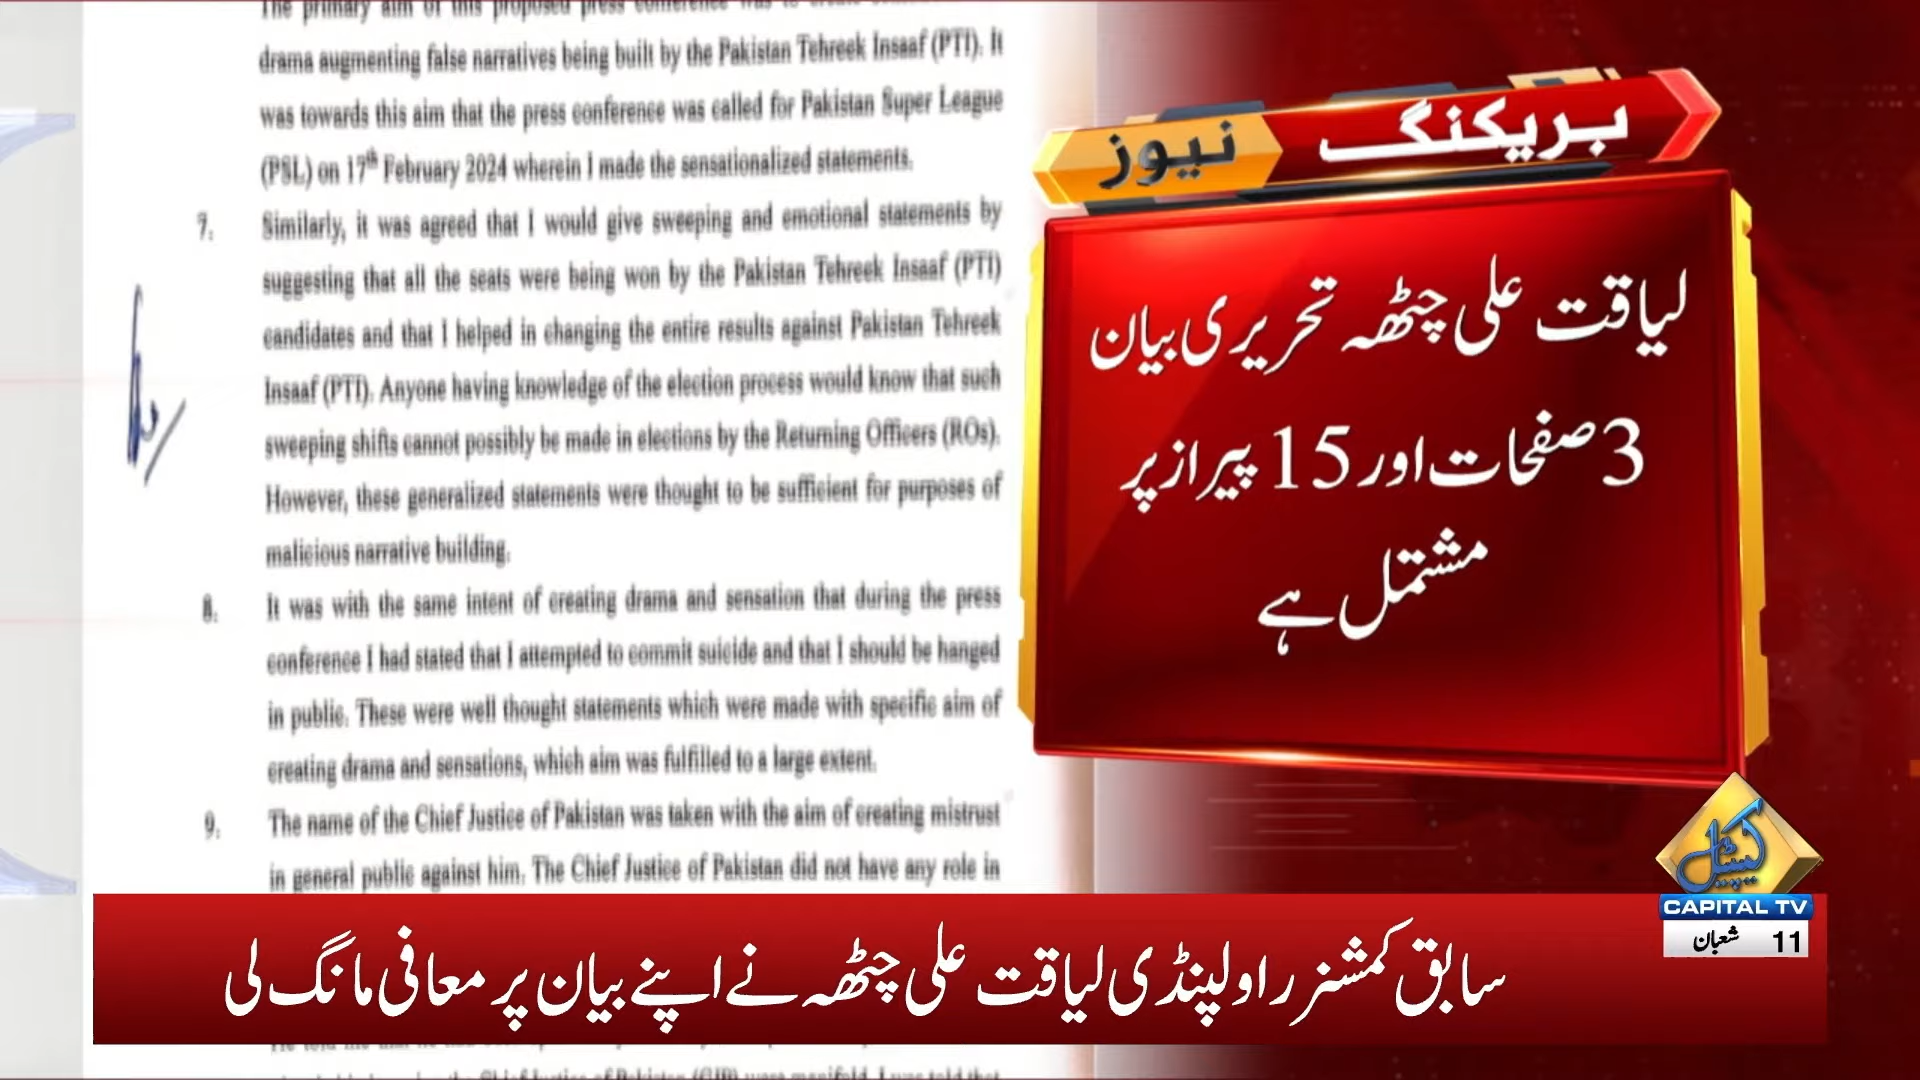 The primary aim of this proposed press conference was to create
drama augmenting false narratives being built by the Pakistan Tehreek Insaaf (PTI). It
was towards this aim that the press conference was called for Pakistan Super League
(PSL) on 17th February 2024 wherein I made the sensationalized statements.
7. Similarly, it was agreed that I would give sweeping and emotional statements by
suggesting that all the seats were being won by the Pakistan Tehreek Insaaf (PTI)
candidates and that I helped in changing the entire results against Pakistan Tehreek
Insaaf (PTI). Anyone having knowledge of the election process would know that such
sweeping shifts cannot possibly be made in elections by the Returning Officers (ROs).
However, these generalized statements were thought to be sufficient for purposes of
malicious narrative building.
8. It was with the same intent of creating drama and sensation that during the press
conference I had stated that I attempted to commit suicide and that I should be hanged
in public. These were well thought statements which were made with specific aim of
creating drama and sensations, which aim was fulfilled to a large extent.
9. The name of the Chief Justice of Pakistan was taken with the aim of creating mistrust
in general public against him. The Chief Justice of Pakistan did not have any role in
بریکنگ نیوز
لیاقت علی چٹھہ تحریری بیان
3 صفحات اور 15 پیراز پر
مشتمل ہے
کیپیٹل
CAPITAL TV
11 شعبان
سابق کمشنر راولپنڈی لیاقت علی چٹھہ نے اپنے بیان پر معافی مانگ لی